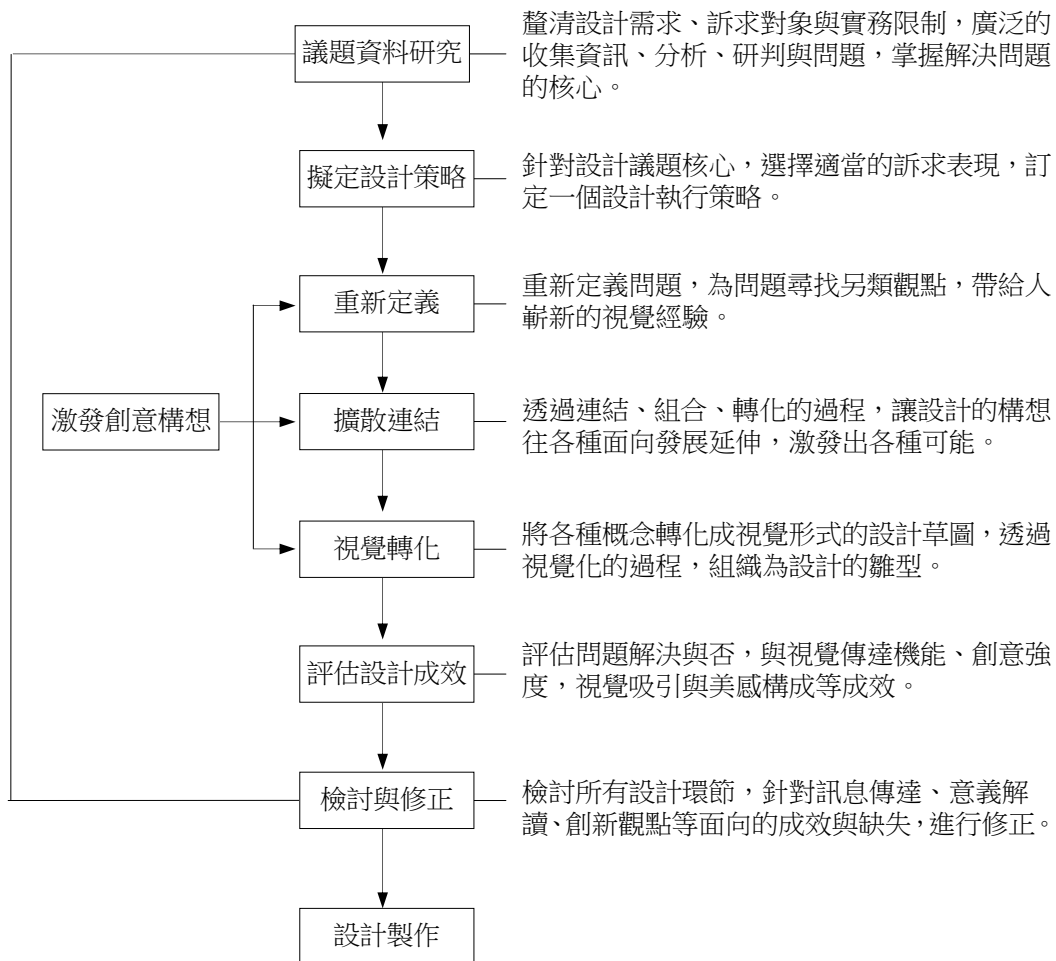 議題資料研究
釐清設計需求、訴求對象與實務限制，廣泛的
收集資訊、分析、研判與問題，掌握解決問題
的核心。
擬定設計策略
針對設計議題核心，選擇適當的訴求表現，訂
定一個設計執行策略。
重新定義
重新定義問題，為問題尋找另類觀點，帶給人
嶄新的視覺經驗。
激發創意構想
擴散連結
透過連結、組合、轉化的過程，讓設計的構想
往各種面向發展延伸，激發出各種可能。
視覺轉化
將各種概念轉化成視覺形式的設計草圖，透過
視覺化的過程，組織為設計的雛型。
評估設計成效
評估問題解決與否，與視覺傳達機能、創意強
度，視覺吸引與美感構成等成效。
檢討與修正
檢討所有設計環節，針對訊息傳達、意義解
讀、創新觀點等面向的成效與缺失，進行修正。
設計製作